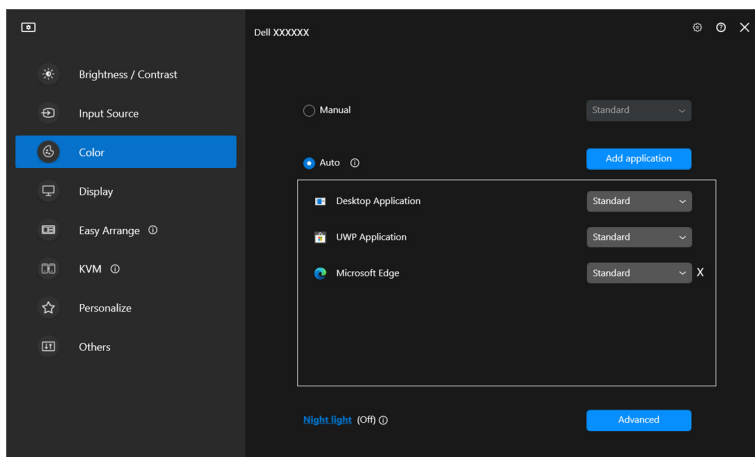 Dell XXXXXX
Brightness / Contrast
Input Source
Color
Display
Easy Arrange
KVM
Personalize
Others
Manual
Standard
Auto
Add application
Desktop Application
Standard
UWP Application
Standard
Microsoft Edge
Standard
X
Night light (Off)
Advanced